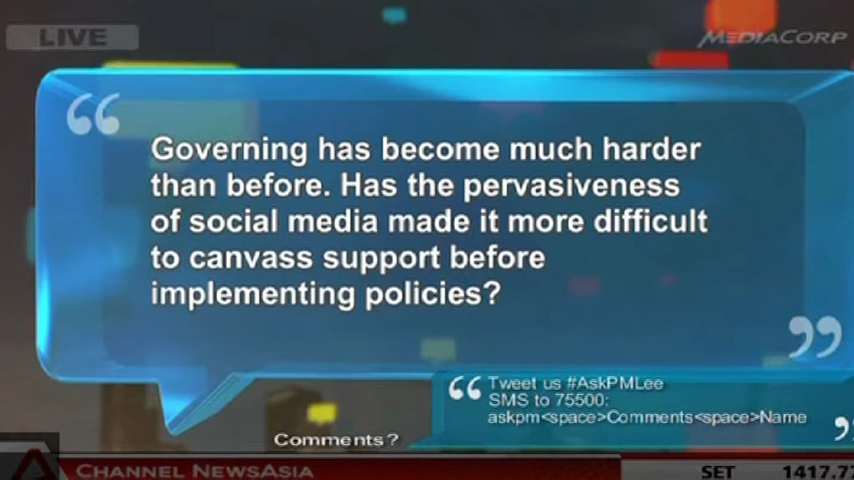 LIVE
MEDIACORP
Governing has become much harder
than before. Has the pervasiveness
of social media made it more difficult
to canvass support before
implementing policies?
Tweet us #AskPMLee
SMS to 75500:
askpm<space>Comments<space>Name
Comments?
CHANNEL NEWSASIA
SET 1417.77